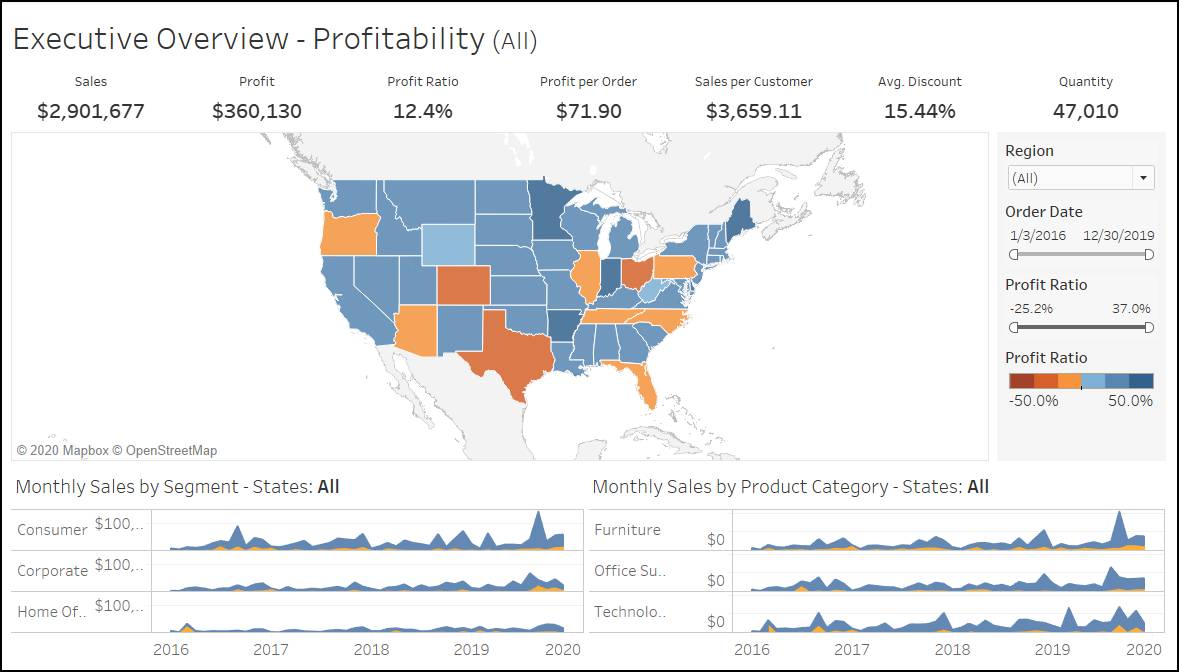 Executive Overview - Profitability (All)
Sales Profit Profit Ratio Profit per Order Sales per Customer Avg. Discount Quantity
$2,901,677 $360,130 12.4% $71.90 $3,659.11 15.44% 47,010
Region
(All)
Order Date
1/3/2016 12/30/2019
Profit Ratio
-25.2% 37.0%
Profit Ratio
-50.0% 50.0%
© 2020 Mapbox © OpenStreetMap
Monthly Sales by Segment - States: All
Consumer $100,..
Corporate $100,..
Home Of.. $100,..
2016 2017 2018 2019 2020
Monthly Sales by Product Category - States: All
Furniture $0
Office Su.. $0
Technolo.. $0
2016 2017 2018 2019 2020